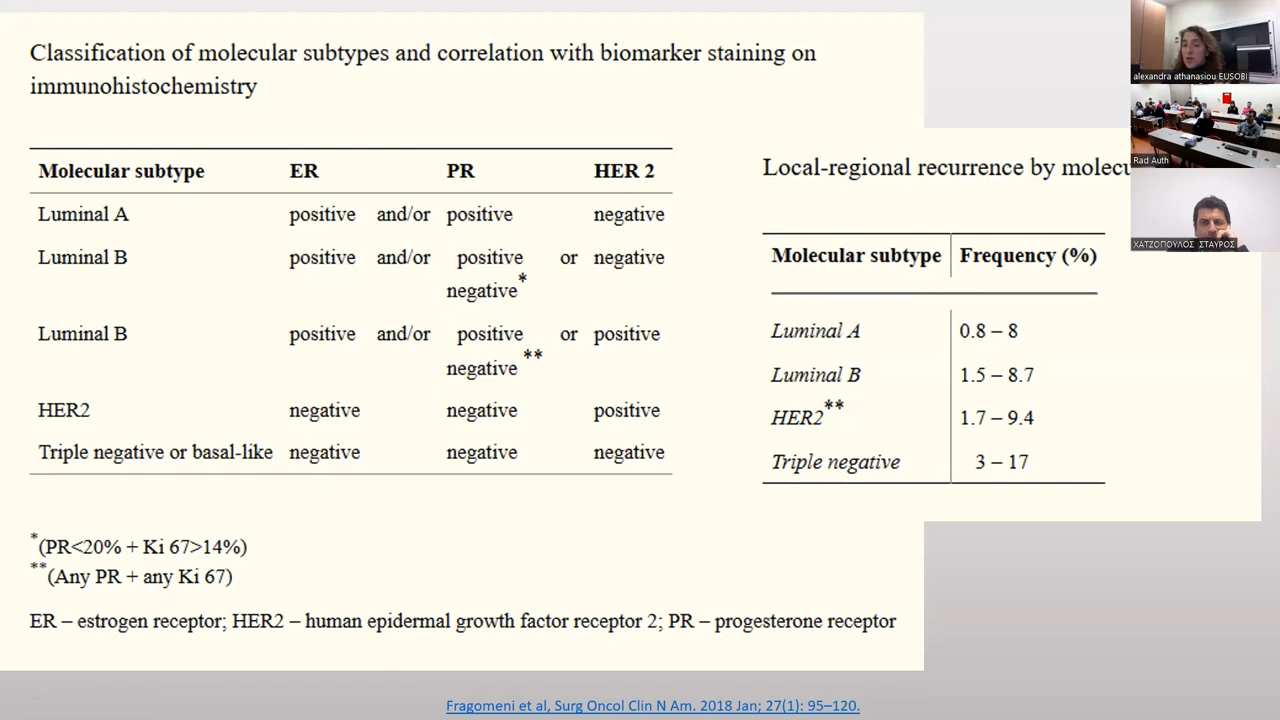 Classification of molecular subtypes and correlation with biomarker staining on
immunohistochemistry
Molecular subtype ER PR HER 2
Luminal A positive and/or positive negative
Luminal B positive and/or positive or negative
negative*
Luminal B positive and/or positive or positive
negative**
HER2 negative negative positive
Triple negative or basal-like negative negative negative
*(PR<20% + Ki 67>14%)
**(Any PR + any Ki 67)
ER – estrogen receptor; HER2 – human epidermal growth factor receptor 2; PR – progesterone receptor
Local-regional recurrence by molecu
Molecular subtype Frequency (%)
Luminal A 0.8 – 8
Luminal B 1.5 – 8.7
HER2** 1.7 – 9.4
Triple negative 3 – 17
Fragomeni et al, Surg Oncol Clin N Am. 2018 Jan; 27(1): 95–120.
alexandra athanasiou EUSOBI
Rad Auth
ΧΑΤΖΟΠΟΥΛΟΣ ΣΤΑΥΡΟΣ